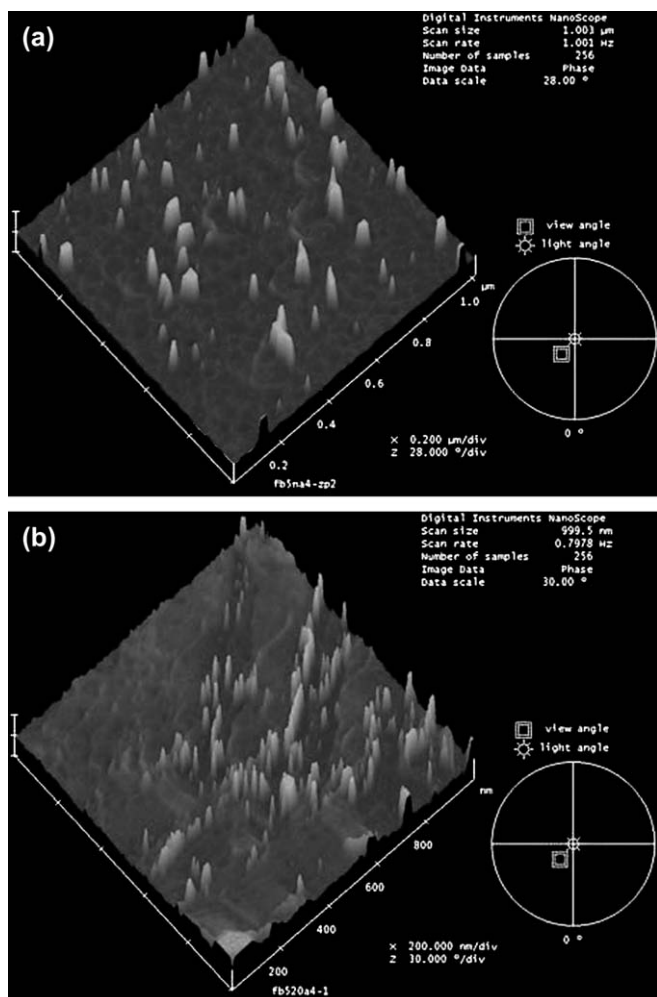 (a)
Digital Instruments NanoScope
Scan size 1.003 µm
Scan rate 1.001 Hz
Number of samples 256
Image Data Phase
Data scale 28.00 °
view angle
light angle
µm
1.0
0.8
0.6
0.4
0.2
X 0.200 µm/div
Z 28.000 °/div
0 °
fb5na4-zp2
(b)
Digital Instruments NanoScope
Scan size 999.5 nm
Scan rate 0.7978 Hz
Number of samples 256
Image Data Phase
Data scale 30.00 °
view angle
light angle
nm
800
600
400
200
X 200.000 nm/div
Z 30.000 °/div
0 °
fb520a4-1